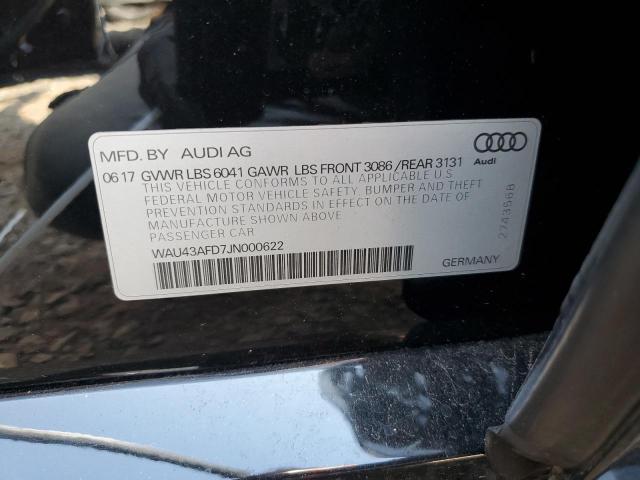 MFD. BY AUDI AG
06 17 GVWR LBS 6041 GAWR LBS FRONT 3086 /REAR 3131
THIS VEHICLE CONFORMS TO ALL APPLICABLE U.S
FEDERAL MOTOR VEHICLE SAFETY, BUMPER AND THEFT
PREVENTION STANDARDS IN EFFECT ON THE DATE OF
MANUFACTURE SHOWN ABOVE
PASSENGER CAR
WAU43AFD7JN000622
Audi
274356B
GERMANY